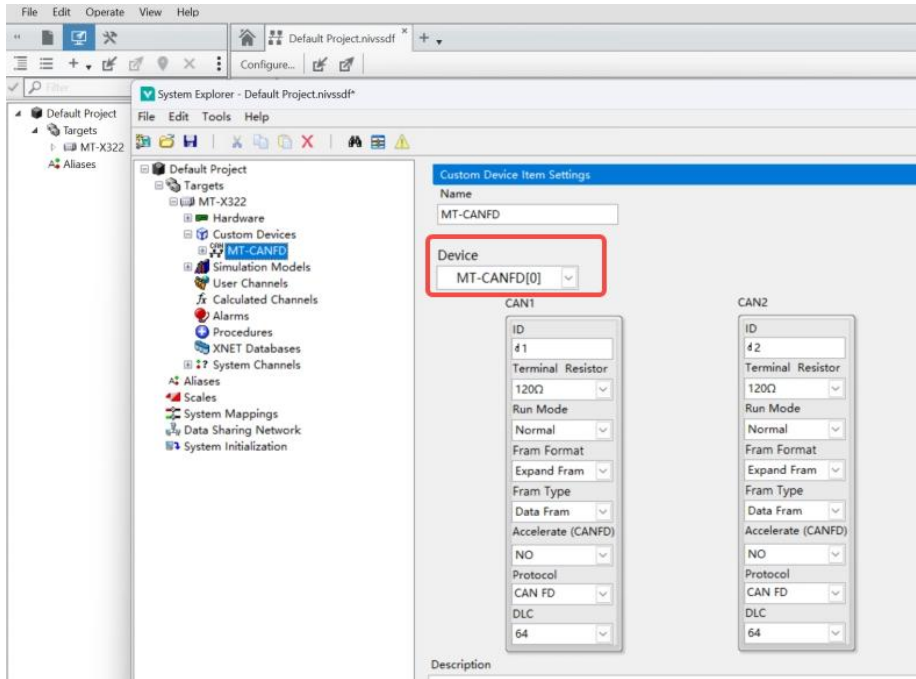 File Edit Operate View Help
Default Project.nivssdf
Configure...
Filter
Default Project
Targets
MT-X322
Aliases
System Explorer - Default Project.nivssdf*
File Edit Tools Help
Default Project
Targets
MT-X322
Hardware
Custom Devices
MT-CANFD
Simulation Models
User Channels
Calculated Channels
Alarms
Procedures
XNET Databases
System Channels
Aliases
Scales
System Mappings
Data Sharing Network
System Initialization
Custom Device Item Settings
Name
MT-CANFD
Device
MT-CANFD[0]
CAN1
ID
d 1
Terminal Resistor
120Ω
Run Mode
Normal
Fram Format
Expand Fram
Fram Type
Data Fram
Accelerate (CANFD)
NO
Protocol
CAN FD
DLC
64
CAN2
ID
d 2
Terminal Resistor
120Ω
Run Mode
Normal
Fram Format
Expand Fram
Fram Type
Data Fram
Accelerate (CANFD)
NO
Protocol
CAN FD
DLC
64
Description